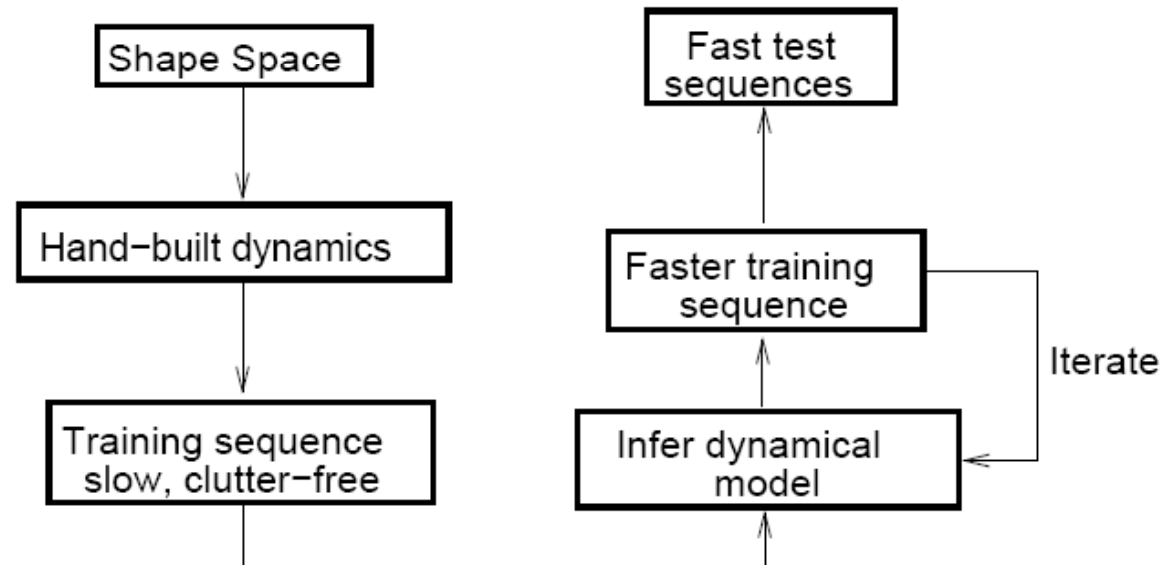 Shape Space
Hand−built dynamics
Training sequence
slow, clutter−free
Fast test
sequences
Faster training
sequence
Iterate
Infer dynamical
model